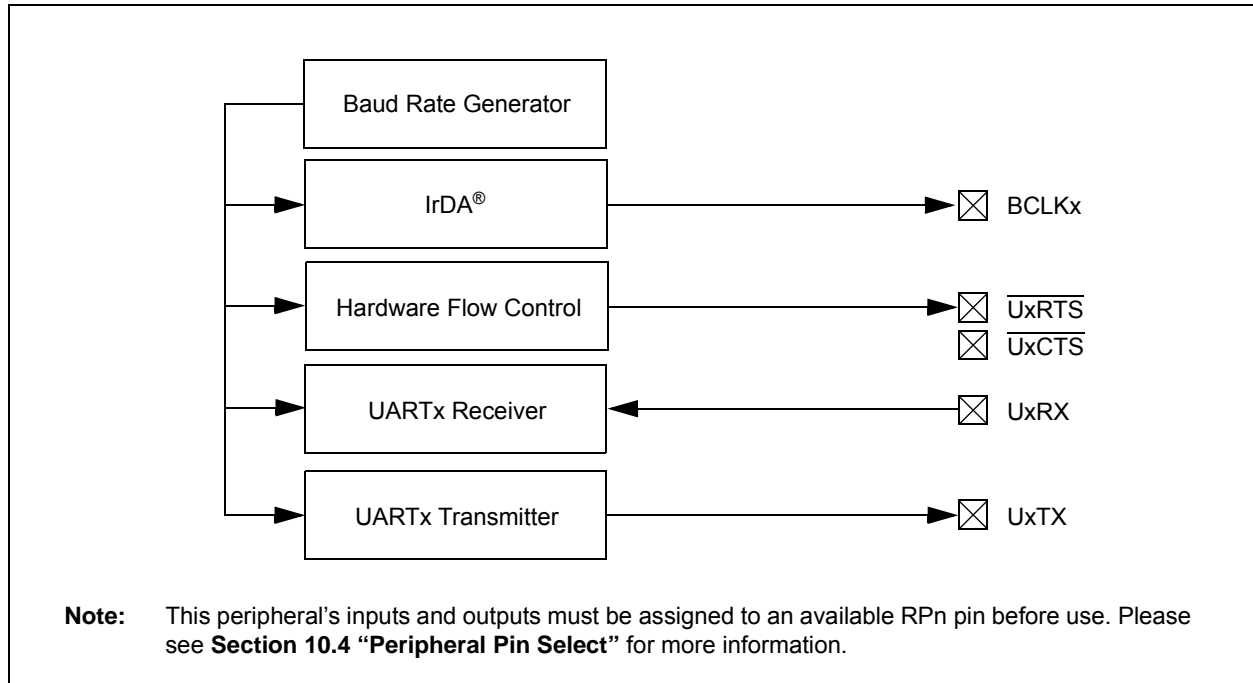 Baud Rate Generator
IrDA®
BCLKx
Hardware Flow Control
UxRTS
UxCTS
UARTx Receiver
UxRX
UARTx Transmitter
UxTX
Note: This peripheral's inputs and outputs must be assigned to an available RPn pin before use. Please
see Section 10.4 “Peripheral Pin Select” for more information.